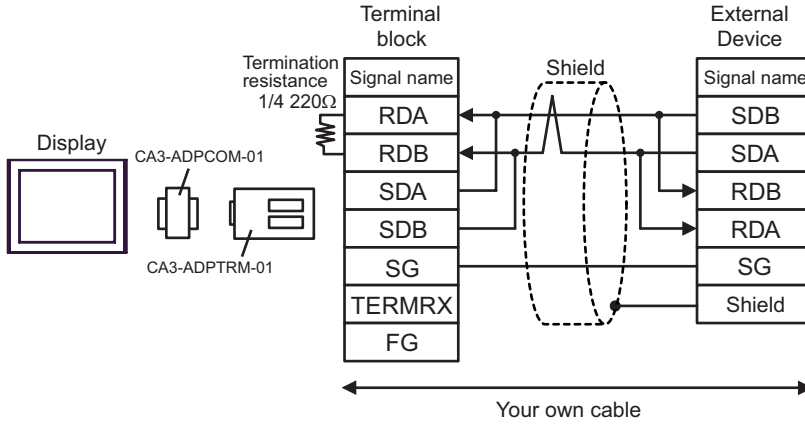 Terminal
block
External
Device
Termination
resistance
1/4 220Ω
Signal name
Shield
Signal name
RDA
SDB
Display
CA3-ADPCOM-01
RDB
SDA
SDA
RDB
SDB
RDA
CA3-ADPTRM-01
SG
SG
TERMRX
Shield
FG
Your own cable